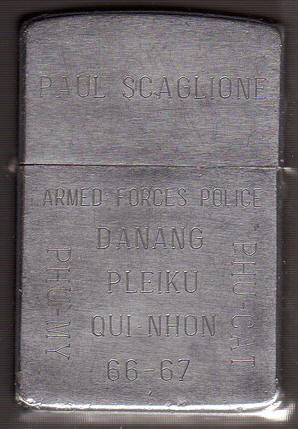 PAUL SCAGLIONE
ARMED FORCES POLICE
DANANG
PLEIKU
QUI-NHON
66-67
PHU-MY
PHU-CAT